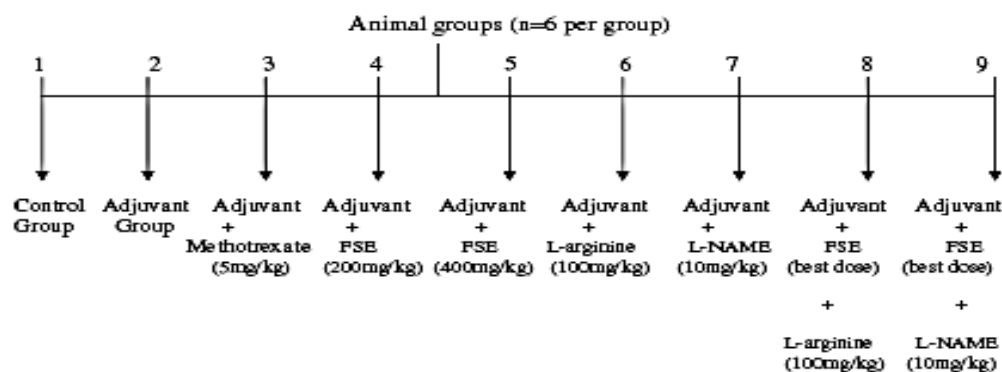 Animal groups (n=6 per group)
1 2 3 4 5 6 7 8 9
Control Group
Adjuvant Group
Adjuvant
+
Methotrexate
(5mg/kg)
Adjuvant
+
FSE
(200mg/kg)
Adjuvant
+
FSE
(400mg/kg)
Adjuvant
+
L-arginine
(100mg/kg)
Adjuvant
+
L-NAME
(10mg/kg)
Adjuvant
+
FSE
(best dose)
+
L-arginine
(100mg/kg)
Adjuvant
+
FSE
(best dose)
+
L-NAME
(10mg/kg)